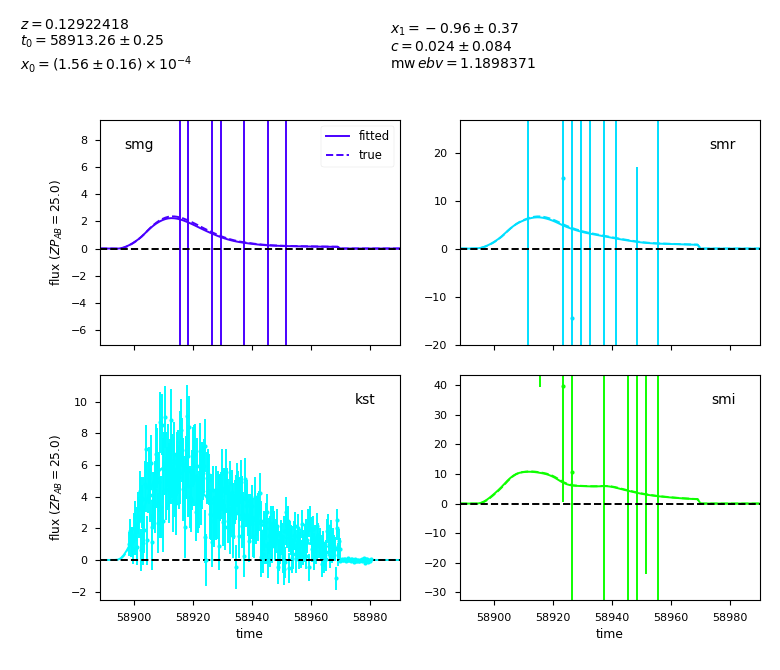 z = 0.12922418
t₀ = 58913.26 ± 0.25
x₀ = (1.56 ± 0.16) × 10⁻⁴
x₁ = −0.96 ± 0.37
c = 0.024 ± 0.084
mw ebv = 1.1898371
smg
fitted
true
8
6
4
2
0
−2
−4
−6
flux (ZP_AB = 25.0)
smr
20
10
0
−10
−20
kst
10
8
6
4
2
0
−2
flux (ZP_AB = 25.0)
58900 58920 58940 58960 58980
time
smi
40
30
20
10
0
−10
−20
−30
58900 58920 58940 58960 58980
time